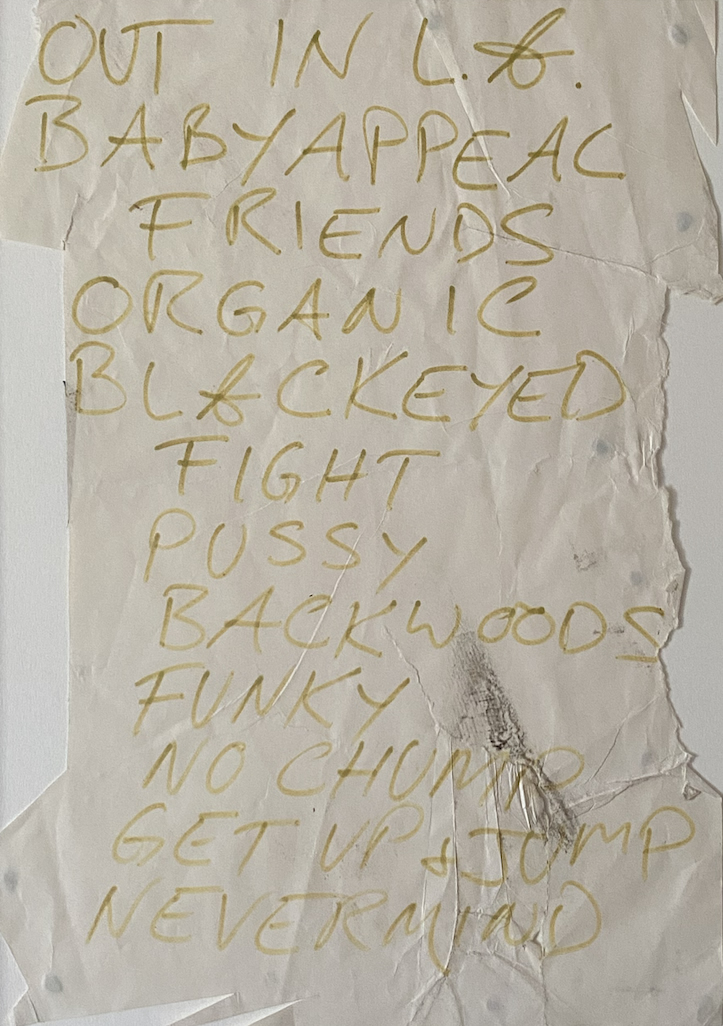 OUT IN L.A.
BABYAPPEAL
FRIENDS
ORGANIC
BLACKEYED
FIGHT
PUSSY
BACKWOODS
FUNKY
NO CHUMP
GET UP & JUMP
NEVERMIND